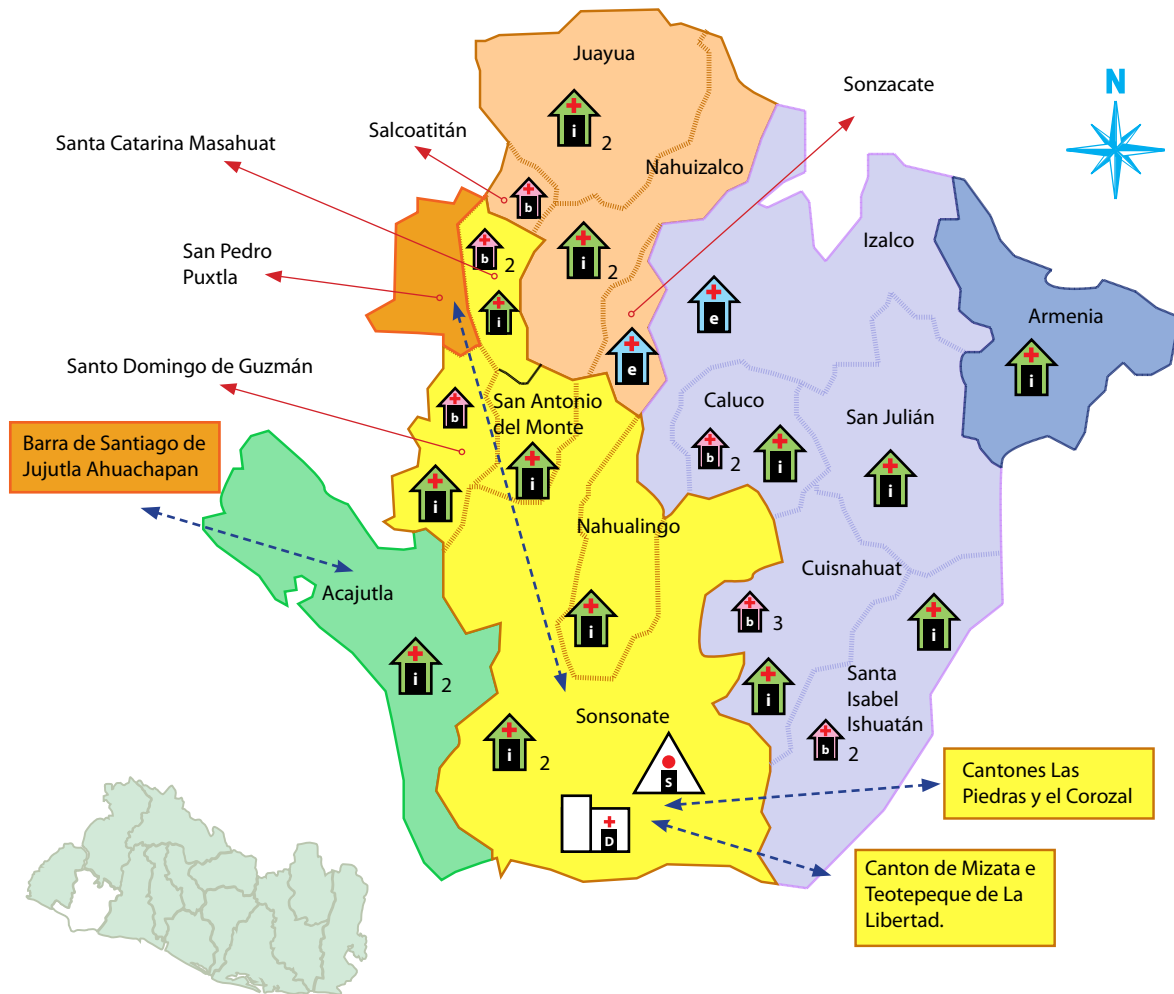 Juayua
N
Sonzacate
Salcoatitán
Santa Catarina Masahuat
i
2
Nahuizalco
b
San Pedro
Puxtla
b
2
i
2
Izalco
i
e
Armenia
Santo Domingo de Guzmán
e
i
b
San Antonio
del Monte
Caluco
San Julián
b
2
i
Barra de Santiago de
Jujutla Ahuachapan
i
i
i
Nahualingo
Cuisnahuat
Acajutla
b
3
i
i
i
2
i
Santa
Isabel
Ishuatán
b
2
Sonsonate
i
2
S
D
Cantones Las
Piedras y el Corozal
Canton de Mizata e
Teotepeque de La
Libertad.